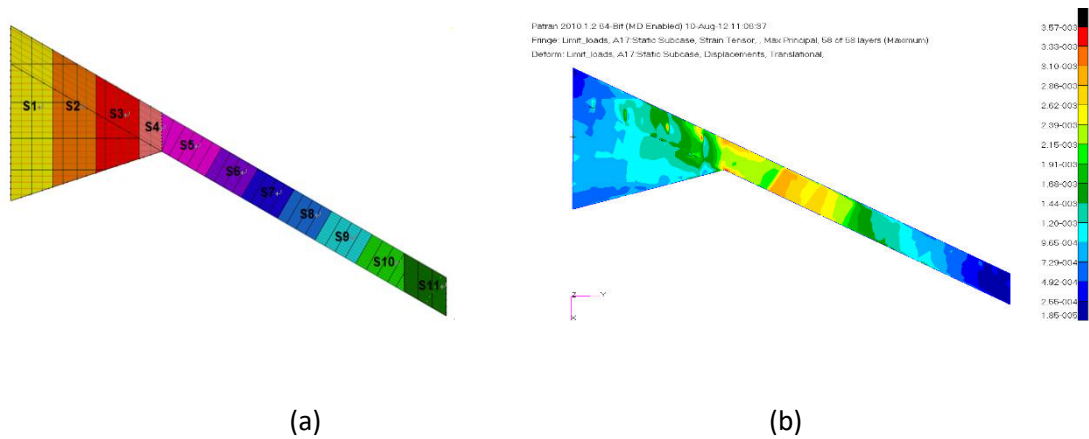 S1
S2
S3
S4
S5
S6
S7
S8
S9
S10
S11
(a)
Patran 2010.1.2 64-Bit (MD Enabled) 10-Aug-12 11:06:37
Fringe: Limit_loads, A17:Static Subcase, Strain Tensor, , Max Principal, 58 of 58 layers (Maximum)
Deform: Limit_loads, A17:Static Subcase, Displacements, Translational,
3.57-003
3.33-003
3.10-003
2.86-003
2.62-003
2.39-003
2.15-003
1.91-003
1.68-003
1.44-003
1.20-003
9.65-004
7.29-004
4.92-004
2.55-004
1.85-005
Z
Y
X
(b)